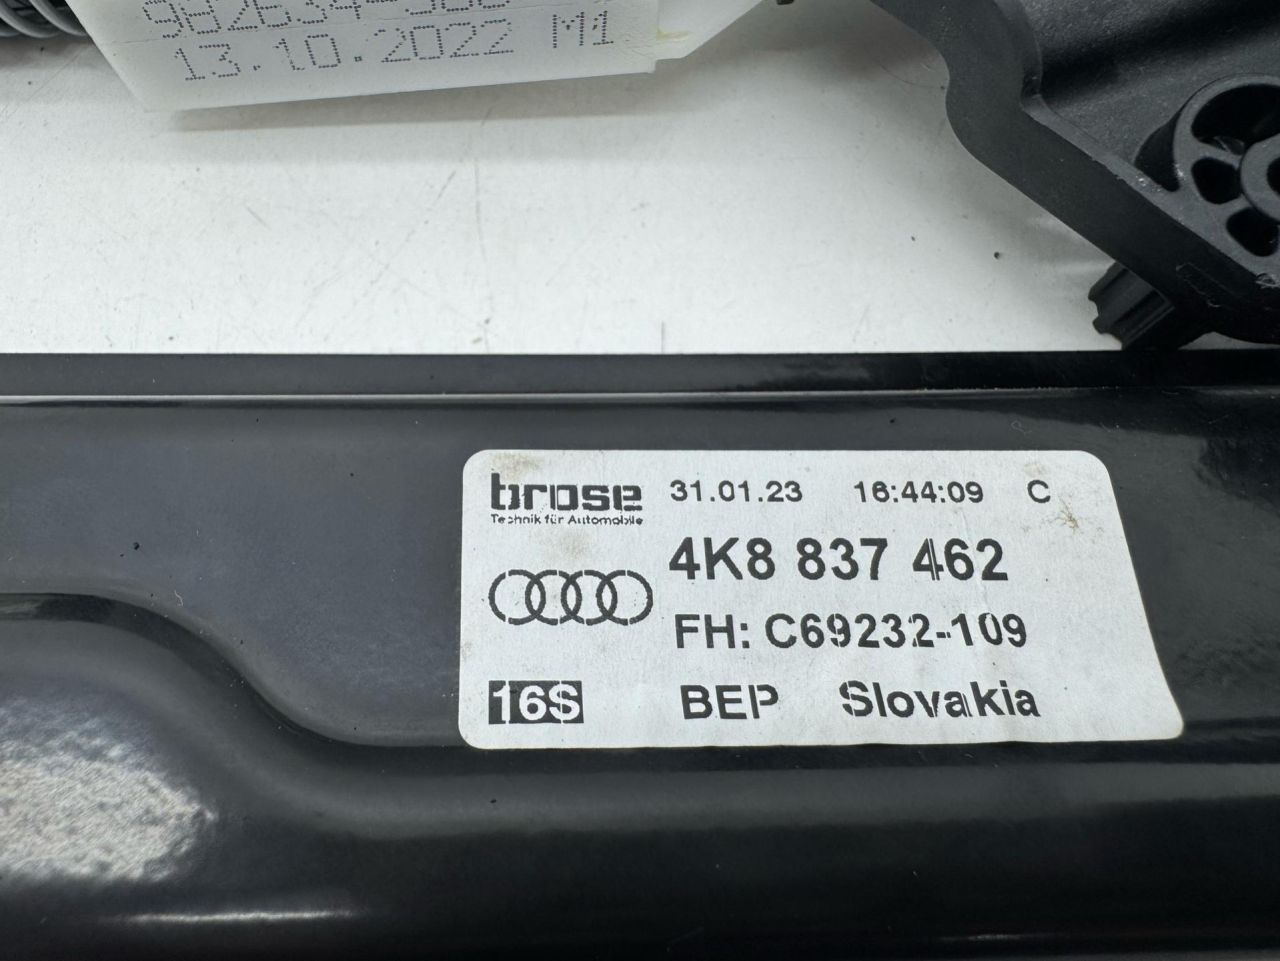 13.10.2022 M1
brose 31.01.23 16:44:09 C
Technik für Automobile
4K8 837 462
FH: C69232-109
16S BEP Slovakia